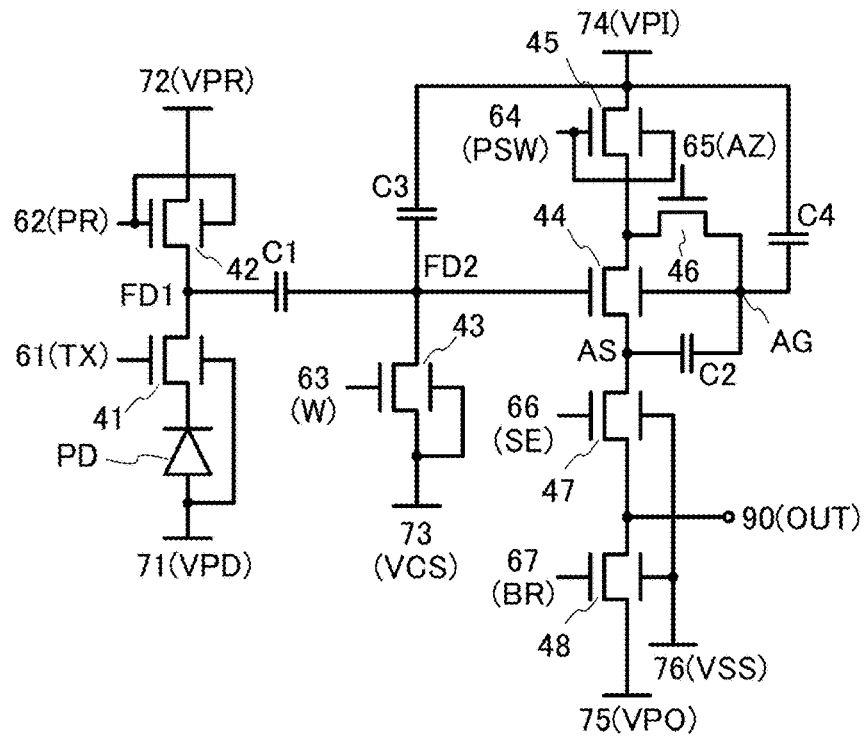 74(VPI)
45
72(VPR)
64
(PSW)
65(AZ)
C3
62(PR)
C4
44
C1
46
42
FD2
FD1
43
AG
61(TX)
AS
63
(W)
C2
41
66
(SE)
PD
47
90(OUT)
73
(VCS)
71(VPD)
67
(BR)
48
76(VSS)
75(VPO)